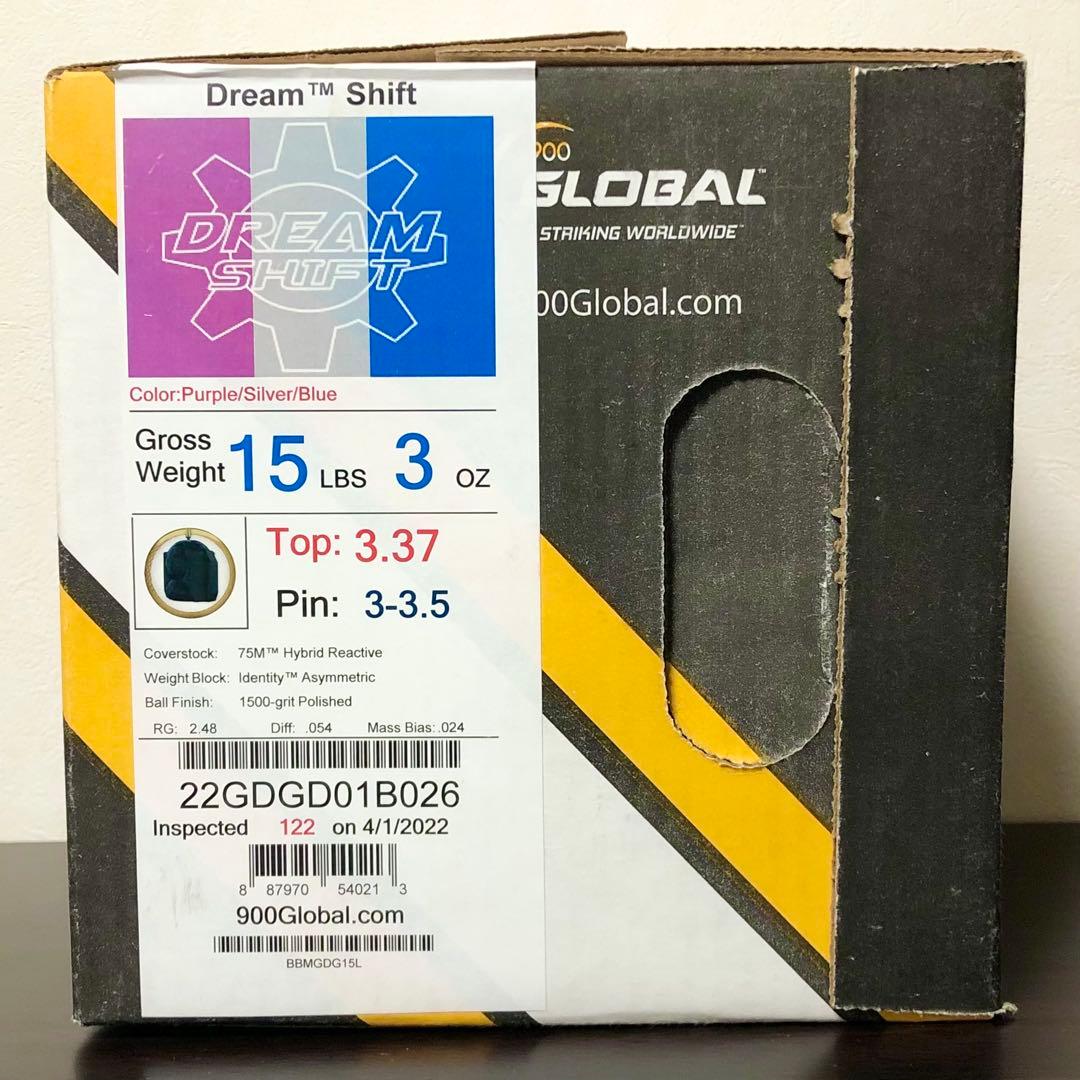 Dream™ Shift
DREAM
SHIFT
Color:Purple/Silver/Blue
Gross
Weight 15 LBS 3 OZ
Top: 3.37
Pin: 3-3.5
Coverstock: 75M™ Hybrid Reactive
Weight Block: Identity™ Asymmetric
Ball Finish: 1500-grit Polished
RG: 2.48 Diff: .054 Mass Bias: .024
22GDGD01B026
Inspected 122 on 4/1/2022
8 87970 54021 3
900Global.com
BBMGDG15L
900
GLOBAL™
STRIKING WORLDWIDE™
00Global.com